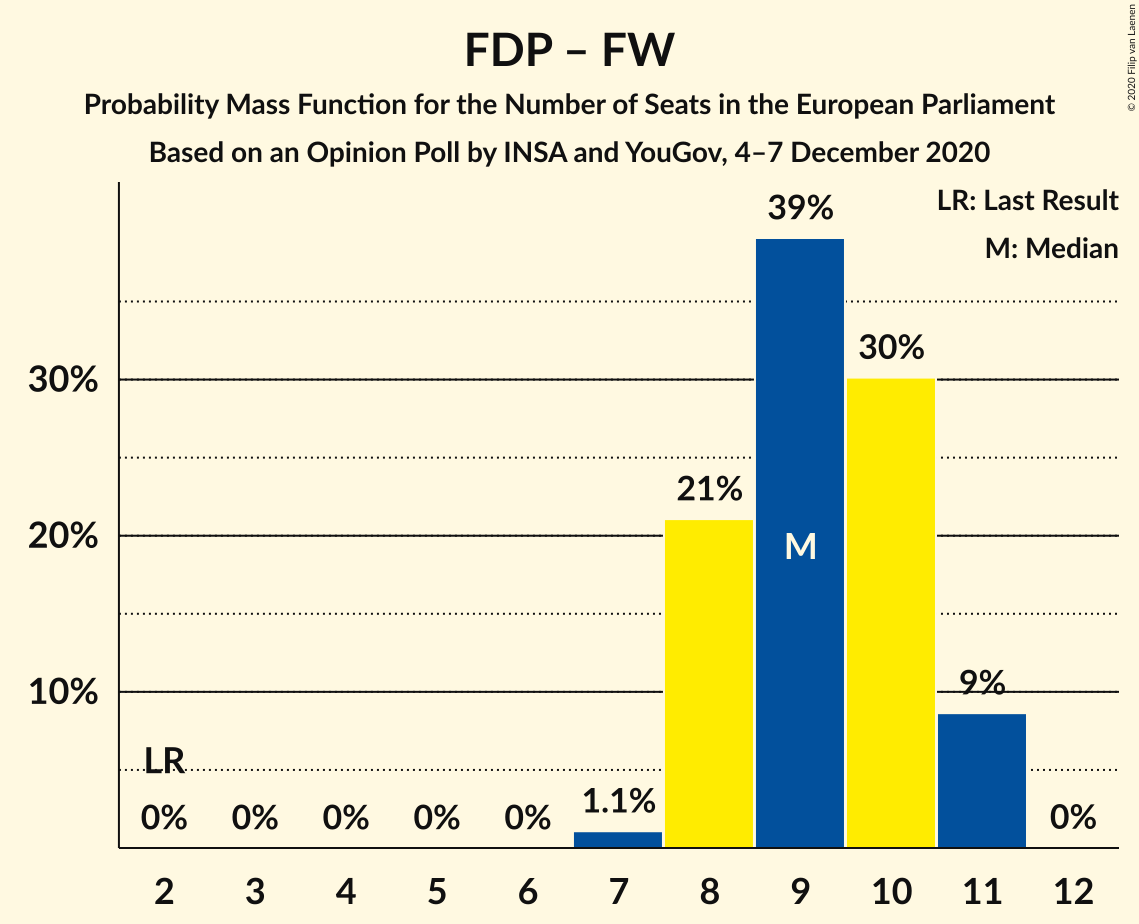 FDP – FW
Probability Mass Function for the Number of Seats in the European Parliament
Based on an Opinion Poll by INSA and YouGov, 4–7 December 2020
© 2020 Filip van Laenen
LR: Last Result
M: Median
39%
30%
30%
21%
20%
M
10%
9%
LR
1.1%
0%
0%
0%
0%
0%
0%
2 3 4 5 6 7 8 9 10 11 12